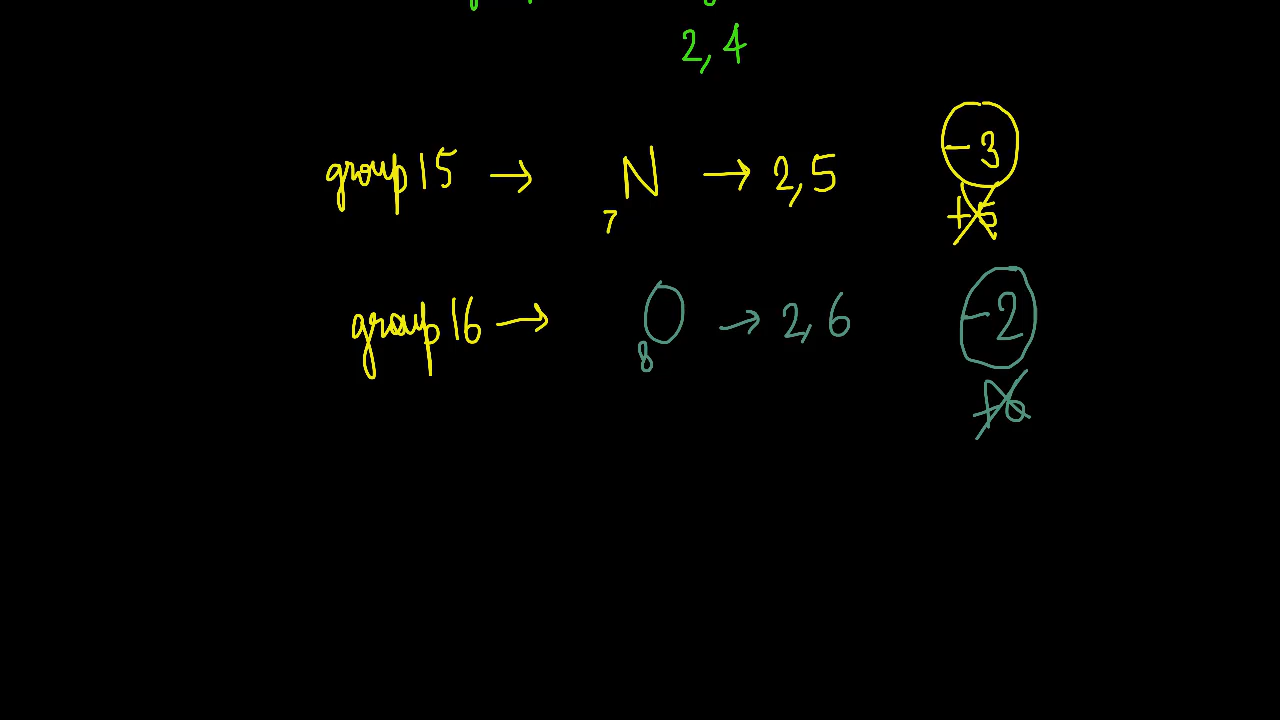 2, 4
group 15 → ₇N → 2, 5 -3
+5
group 16 → ₈O → 2, 6 -2
+6